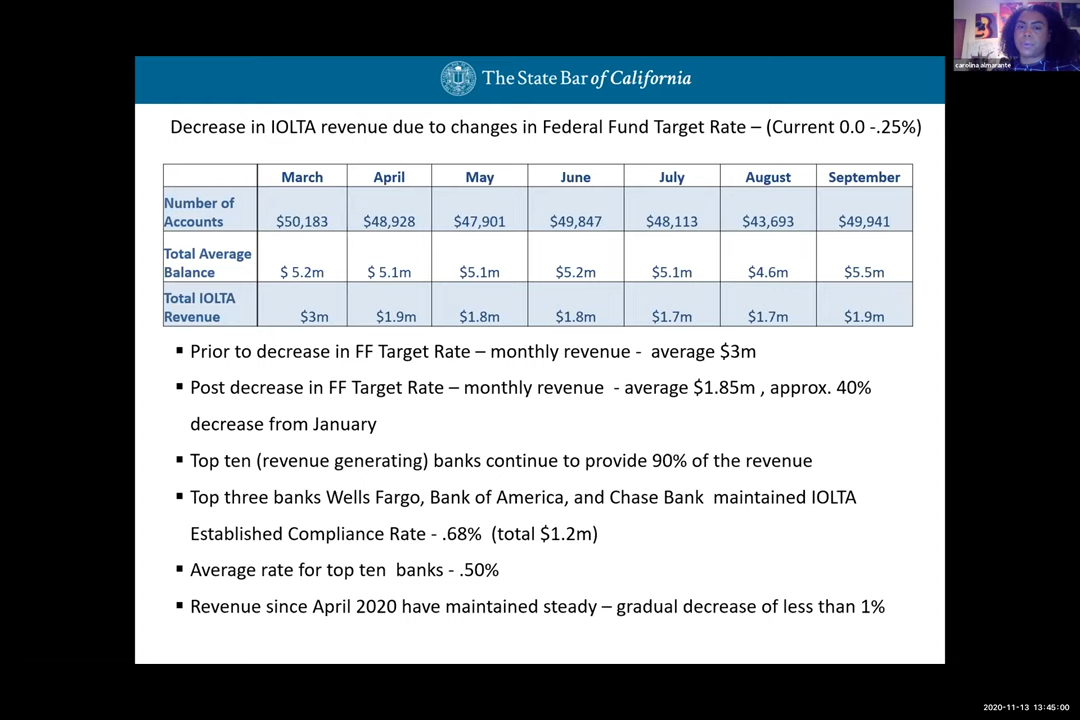 carolina almarante
The State Bar of California
Decrease in IOLTA revenue due to changes in Federal Fund Target Rate – (Current 0.0 -.25%)
March April May June July August September
Number of
Accounts $50,183 $48,928 $47,901 $49,847 $48,113 $43,693 $49,941
Total Average
Balance $ 5.2m $ 5.1m $5.1m $5.2m $5.1m $4.6m $5.5m
Total IOLTA
Revenue $3m $1.9m $1.8m $1.8m $1.7m $1.7m $1.9m
▪ Prior to decrease in FF Target Rate – monthly revenue - average $3m
▪ Post decrease in FF Target Rate – monthly revenue - average $1.85m , approx. 40%
decrease from January
▪ Top ten (revenue generating) banks continue to provide 90% of the revenue
▪ Top three banks Wells Fargo, Bank of America, and Chase Bank maintained IOLTA
Established Compliance Rate - .68% (total $1.2m)
▪ Average rate for top ten banks - .50%
▪ Revenue since April 2020 have maintained steady – gradual decrease of less than 1%
2020-11-13 13:45:00